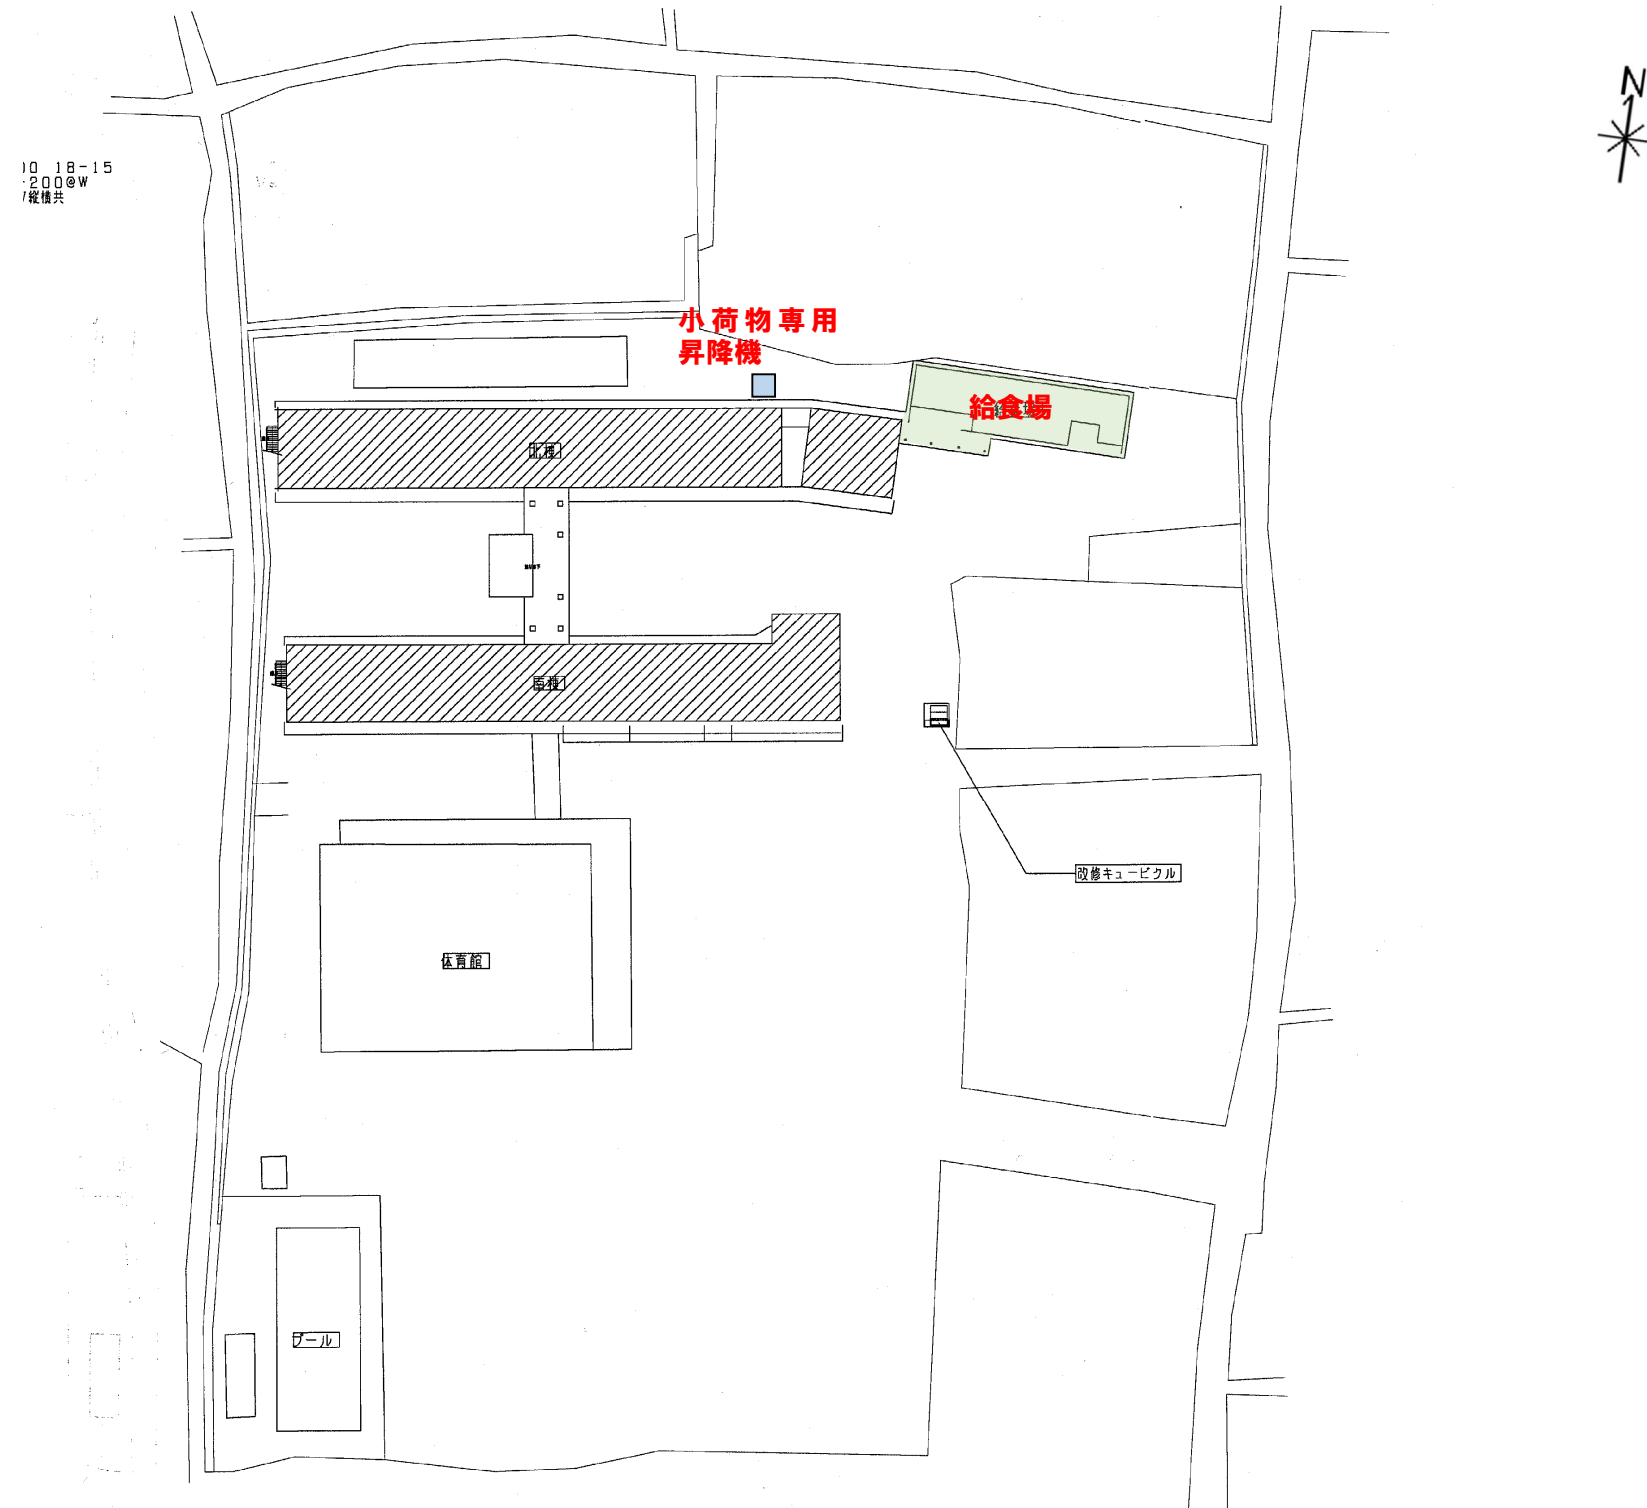 N
18-15
200@W
縦横共
小荷物専用
昇降機
給食場
北棟
南棟
改修キュービクル
体育館
プール